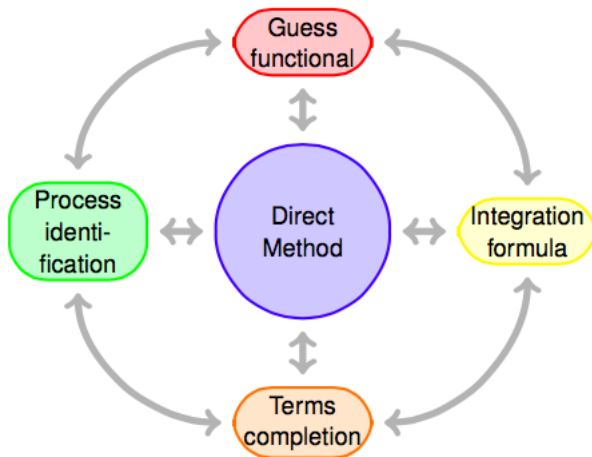 Guess
functional
Process
identi-
fication
Direct
Method
Integration
formula
Terms
completion